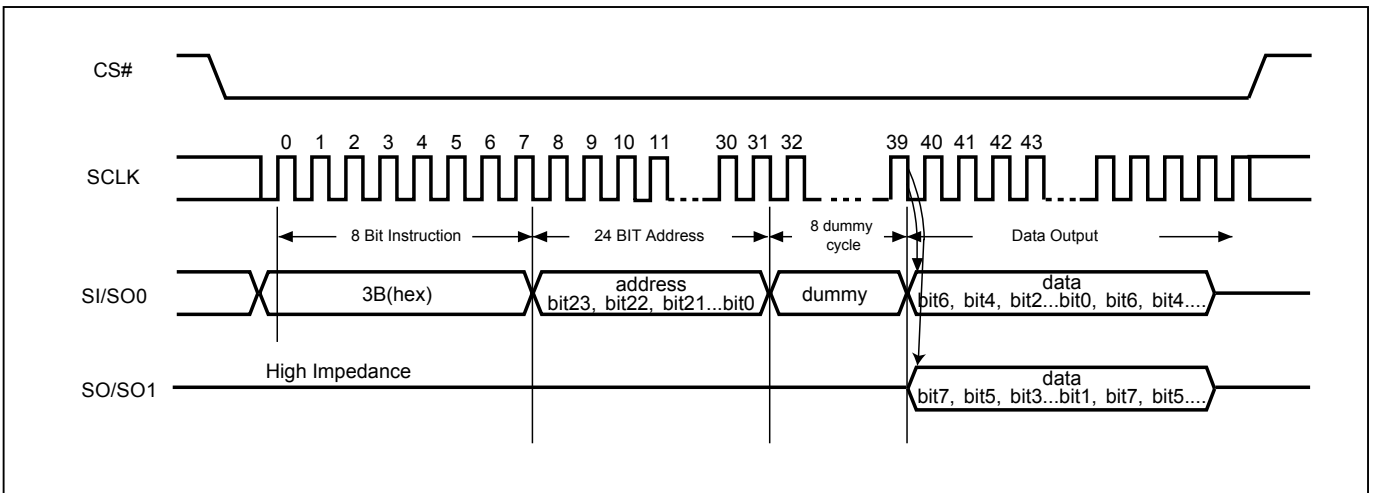 CS#
0 1 2 3 4 5 6 7 8 9 10 11 30 31 32 39 40 41 42 43
SCLK
8 Bit Instruction 24 BIT Address 8 dummy cycle Data Output
SI/SO0
3B(hex)
address
bit23, bit22, bit21...bit0
dummy
data
bit6, bit4, bit2...bit0, bit6, bit4....
High Impedance
SO/SO1
data
bit7, bit5, bit3...bit1, bit7, bit5....